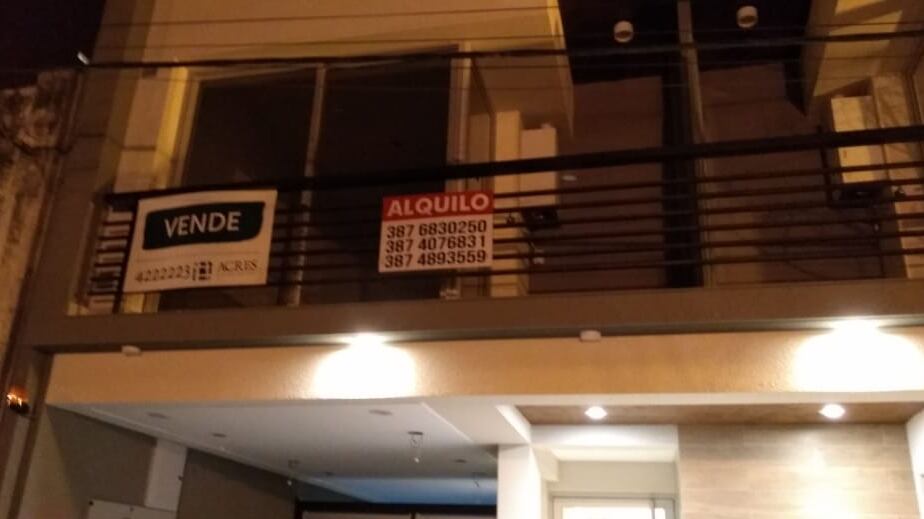 VENDE
4222223 ACRES
ALQUILO
387 6830250
387 4076831
387 4893559